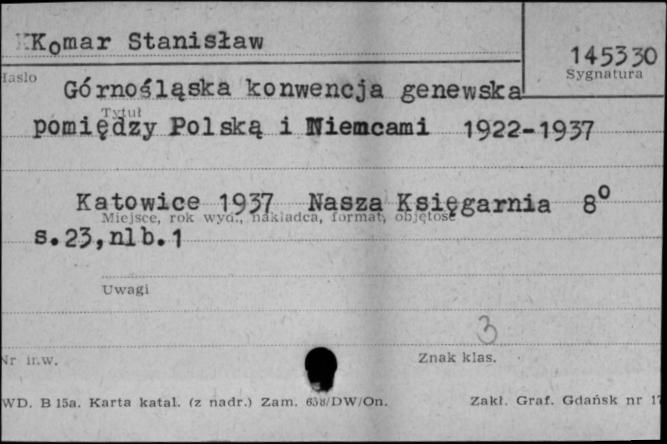 Komar Stanisław
145330
Hasło
Sygnatura
Górnośląska konwencja genewska
Tytuł
pomiędzy Polską i Niemcami 1922-1937
Katowice 1937 Nasza Księgarnia 8°
Miejsce, rok wyd., nakładca, format, objętość
s.23,nlb.1
Uwagi
3
Nr inw.
Znak klas.
WD. B 15a. Karta katal. (z nadr.) Zam. 638/DW/On.
Zakł. Graf. Gdańsk nr